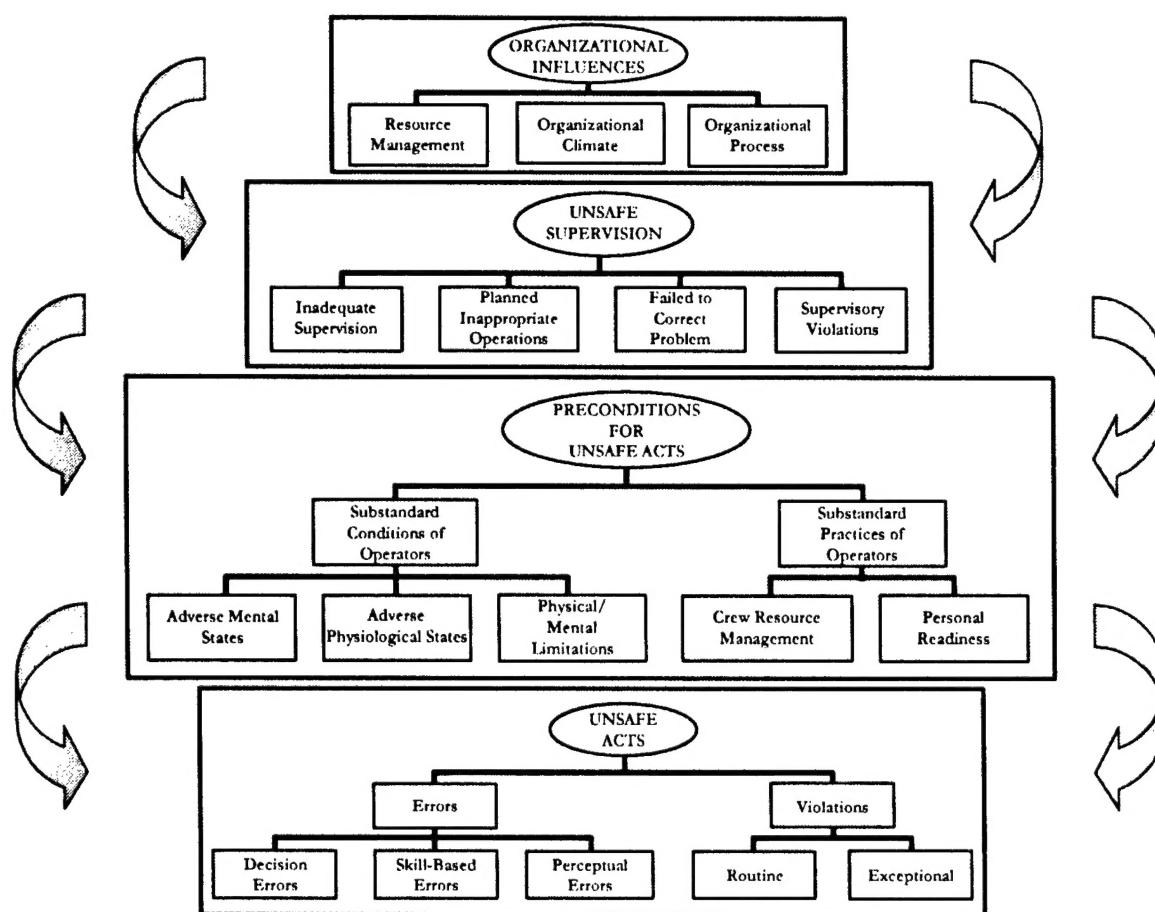 ORGANIZATIONAL
INFLUENCES
Resource
Management
Organizational
Climate
Organizational
Process
UNSAFE
SUPERVISION
Inadequate
Supervision
Planned
Inappropriate
Operations
Failed to
Correct
Problem
Supervisory
Violations
PRECONDITIONS
FOR
UNSAFE ACTS
Substandard
Conditions of
Operators
Substandard
Practices of
Operators
Adverse Mental
States
Adverse
Physiological States
Physical/
Mental
Limitations
Crew Resource
Management
Personal
Readiness
UNSAFE
ACTS
Errors
Violations
Decision
Errors
Skill-Based
Errors
Perceptual
Errors
Routine
Exceptional